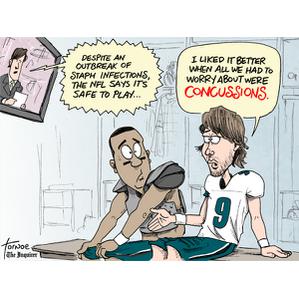 DESPITE AN
OUTBREAK OF
STAPH INFECTIONS,
THE NFL SAYS IT'S
SAFE TO PLAY...
I LIKED IT BETTER
WHEN ALL WE HAD TO
WORRY ABOUT WERE
CONCUSSIONS.
9
Tornoe
The Inquirer